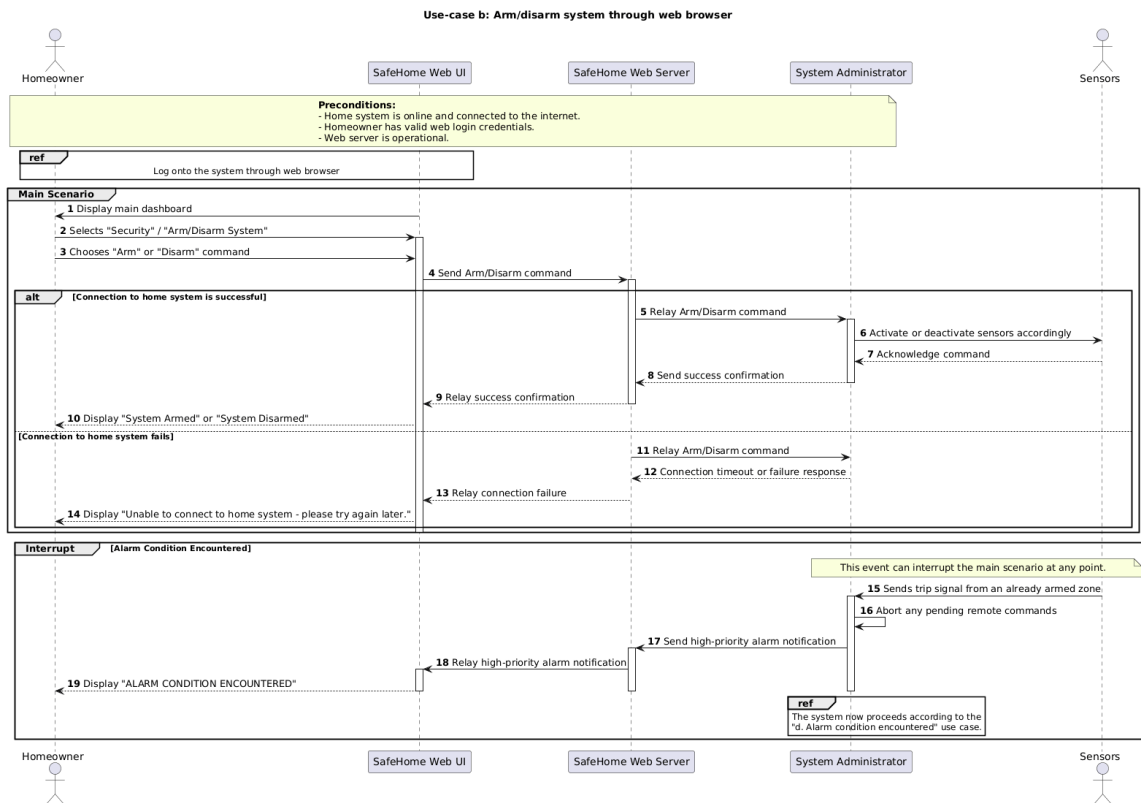 Use-case b: Arm/disarm system through web browser
Homeowner
SafeHome Web UI
SafeHome Web Server
System Administrator
Sensors
Preconditions:
- Home system is online and connected to the internet.
- Homeowner has valid web login credentials.
- Web server is operational.
ref
Log onto the system through web browser
Main Scenario
1 Display main dashboard
2 Selects "Security" / "Arm/Disarm System"
3 Chooses "Arm" or "Disarm" command
4 Send Arm/Disarm command
alt [Connection to home system is successful]
5 Relay Arm/Disarm command
6 Activate or deactivate sensors accordingly
7 Acknowledge command
8 Send success confirmation
9 Relay success confirmation
10 Display "System Armed" or "System Disarmed"
[Connection to home system fails]
11 Relay Arm/Disarm command
12 Connection timeout or failure response
13 Relay connection failure
14 Display "Unable to connect to home system - please try again later."
Interrupt [Alarm Condition Encountered]
This event can interrupt the main scenario at any point.
15 Sends trip signal from an already armed zone
16 Abort any pending remote commands
17 Send high-priority alarm notification
18 Relay high-priority alarm notification
19 Display "ALARM CONDITION ENCOUNTERED"
ref
The system now proceeds according to the
"d. Alarm condition encountered" use case.
Homeowner
SafeHome Web UI
SafeHome Web Server
System Administrator
Sensors